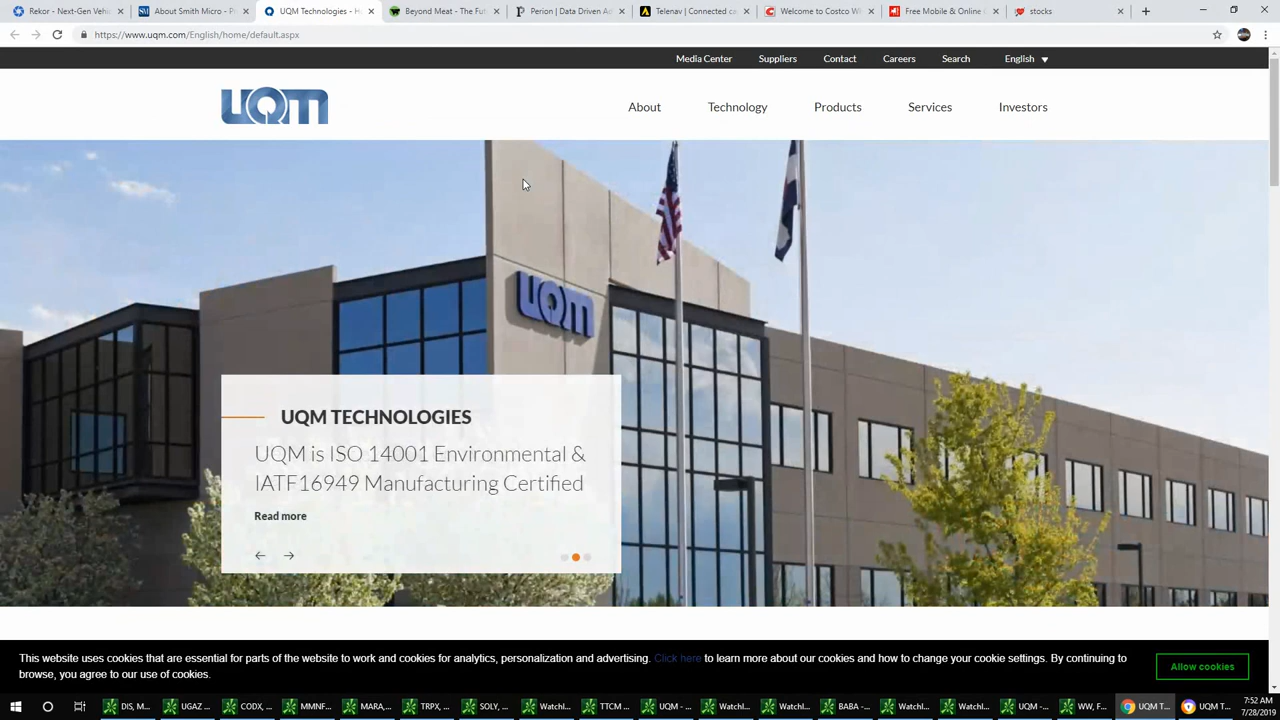 Rekor - Next-Gen Vehic
About Smith Micro - Pr
UQM Technologies - H
Beyond Meat - The Futu
Perion | Data Driven Ad
Telenav | Connected ca
Welcome to Costco Wh
Free Mobile & Online
stocks
https://www.uqm.com/English/home/default.aspx
Media Center
Suppliers
Contact
Careers
Search
English
UQM
About
Technology
Products
Services
Investors
UQM
UQM TECHNOLOGIES
UQM is ISO 14001 Environmental &
IATF16949 Manufacturing Certified
Read more
This website uses cookies that are essential for parts of the website to work and cookies for analytics, personalization and advertising. Click here to learn more about our cookies and how to change your cookie settings. By continuing to
browse, you agree to our use of cookies.
Allow cookies
DIS, M...
UGAZ ...
CODX, ...
MMNF...
MARA,...
TRPX, ...
SOLY, ...
Watchl...
TTCM ...
UQM - ...
Watchl...
Watchl...
BABA -...
Watchl...
Watchl...
UQM -...
WW, F...
UQM T...
UQM T...
7:52 AM
7/28/2019